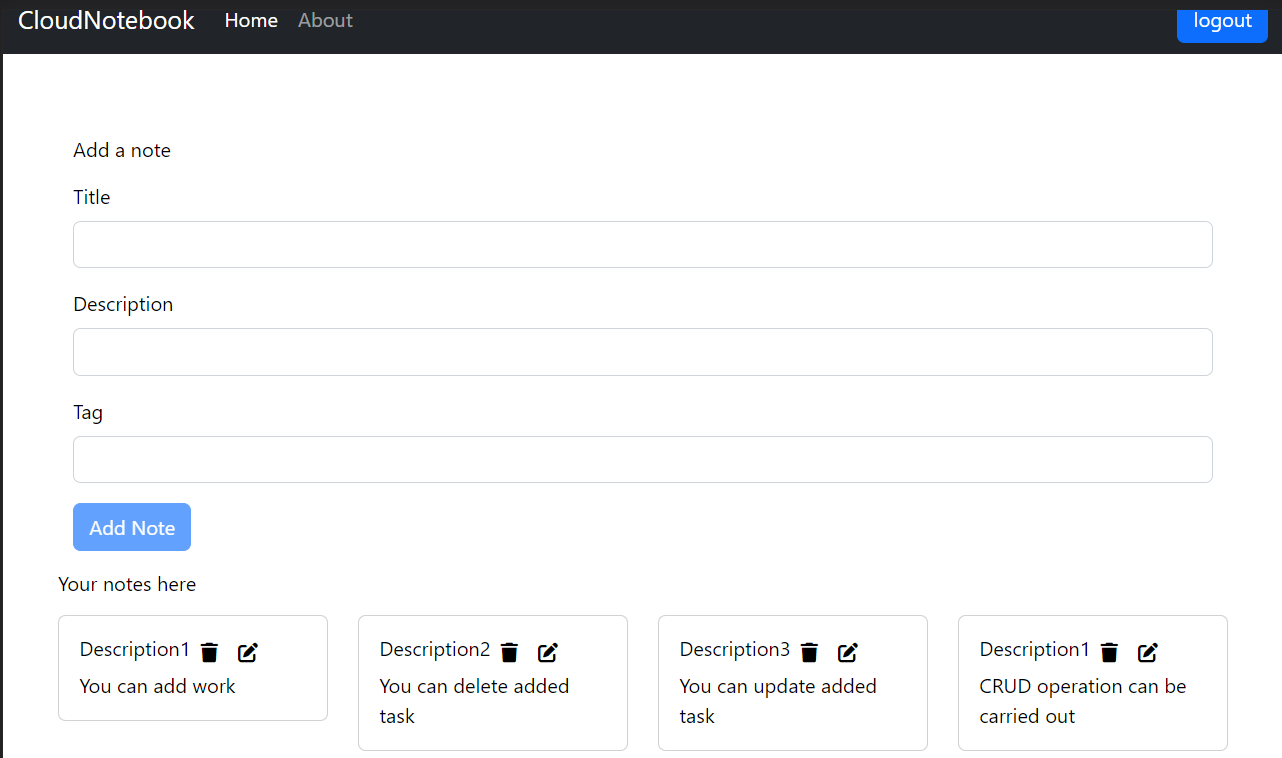 CloudNotebook Home About logout
Add a note
Title
Description
Tag
Add Note
Your notes here
Description1
You can add work
Description2
You can delete added
task
Description3
You can update added
task
Description1
CRUD operation can be
carried out